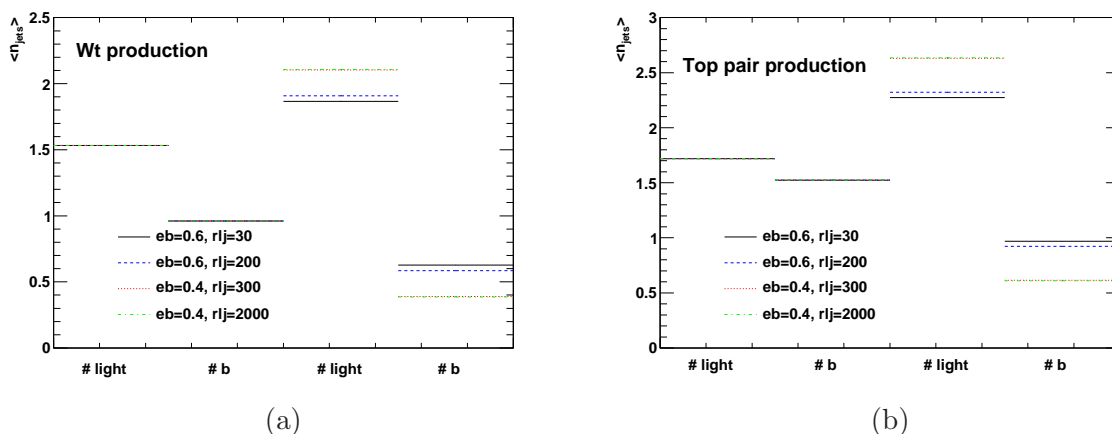 <n_jets>
2.5
2
1.5
1
0.5
0
Wt production
eb=0.6, rlj=30
eb=0.6, rlj=200
eb=0.4, rlj=300
eb=0.4, rlj=2000
# light # b # light # b
(a)
<n_jets>
3
2.5
2
1.5
1
0.5
0
Top pair production
eb=0.6, rlj=30
eb=0.6, rlj=200
eb=0.4, rlj=300
eb=0.4, rlj=2000
# light # b # light # b
(b)